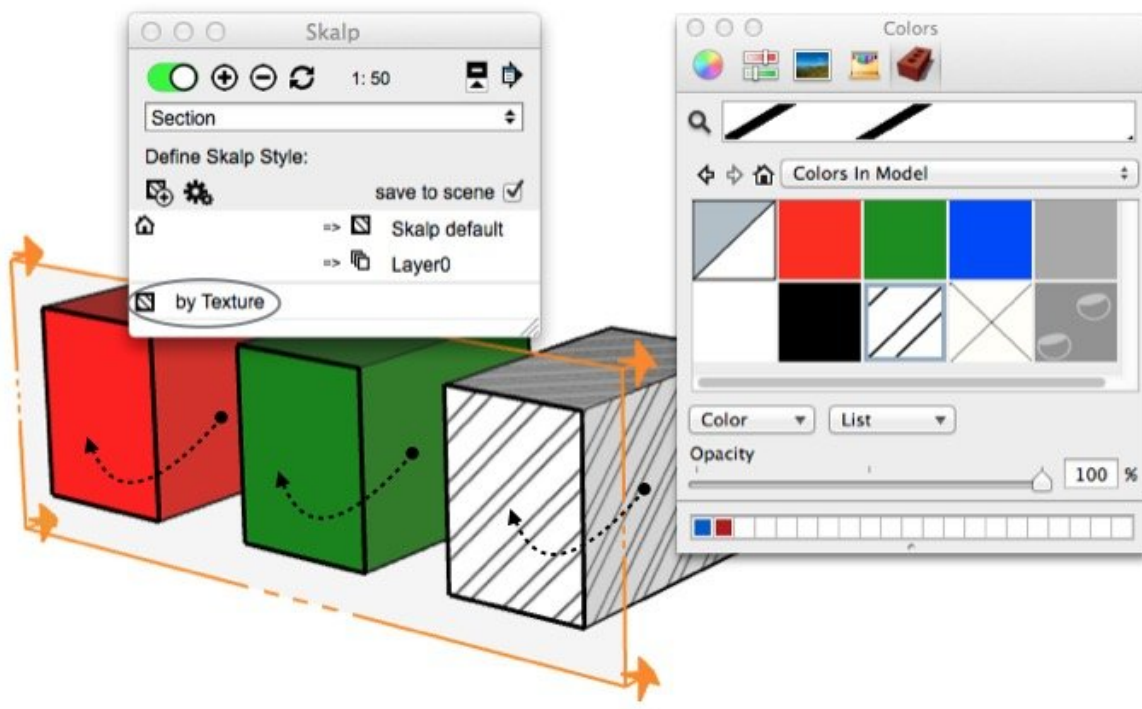 Skalp
1: 50
Section
Define Skalp Style:
save to scene
=> Skalp default
=> Layer0
by Texture
Colors
Colors In Model
Color
List
Opacity
100 %